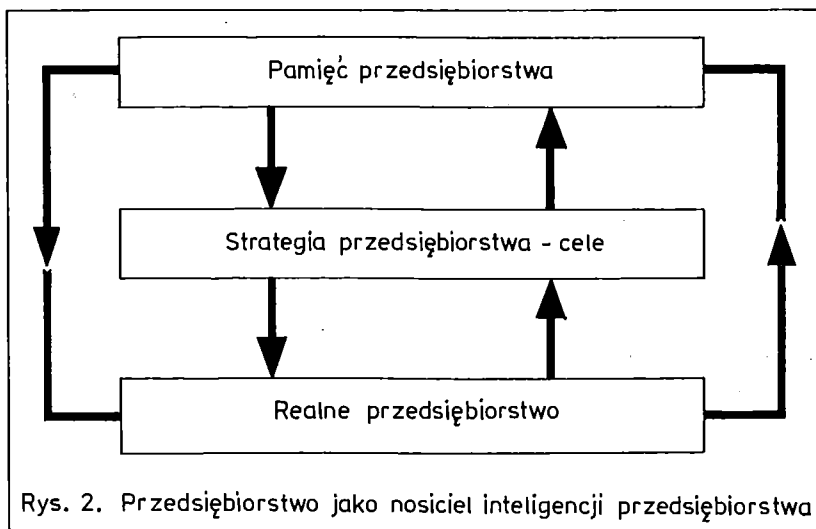 Pamięć przedsiębiorstwa
Strategia przedsiębiorstwa - cele
Realne przedsiębiorstwo
Rys. 2. Przedsiębiorstwo jako nosiciel inteligencji przedsiębiorstwa